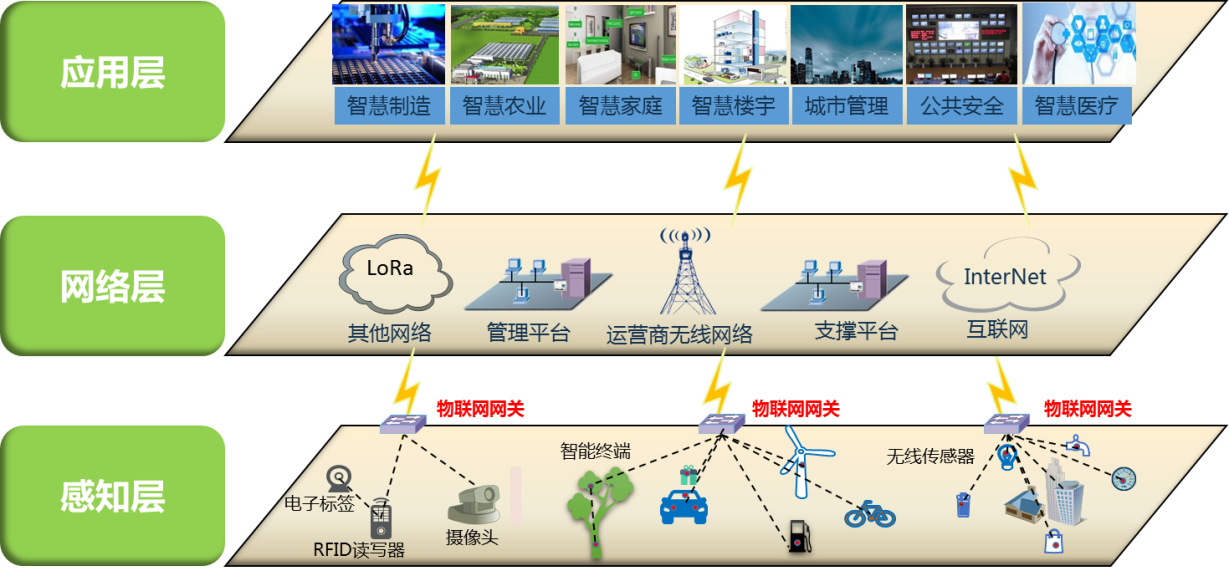 应用层
智慧制造
智慧农业
智慧家庭
智慧楼宇
城市管理
公共安全
智慧医疗
网络层
LoRa
InterNet
其他网络
管理平台
运营商无线网络
支撑平台
互联网
物联网网关
物联网网关
物联网网关
感知层
智能终端
无线传感器
电子标签
RFID读写器
摄像头